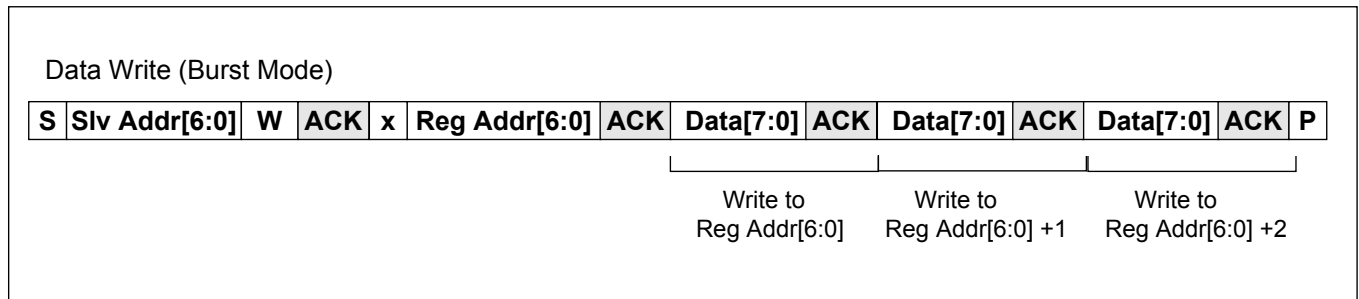 Data Write (Burst Mode)
S Slv Addr[6:0] W ACK x Reg Addr[6:0] ACK Data[7:0] ACK Data[7:0] ACK Data[7:0] ACK P
Write to Write to Write to
Reg Addr[6:0] Reg Addr[6:0] +1 Reg Addr[6:0] +2